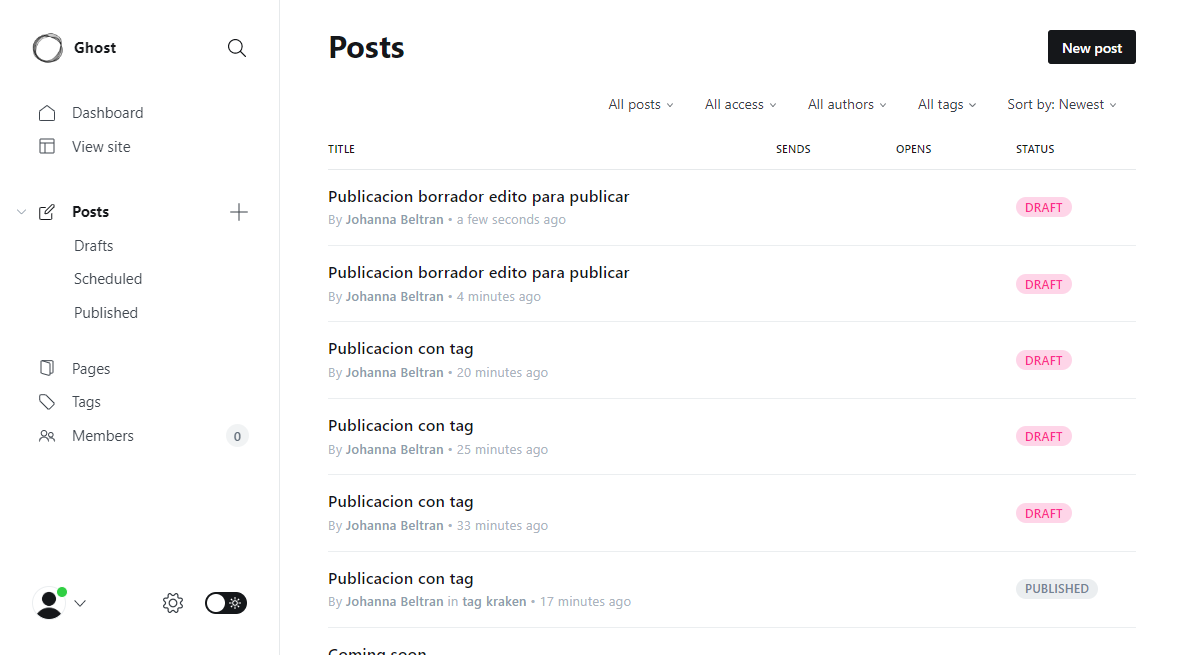 Ghost
Dashboard
View site
Posts
Drafts
Scheduled
Published
Pages
Tags
Members 0
Posts
New post
All posts All access All authors All tags Sort by: Newest
TITLE SENDS OPENS STATUS
Publicacion borrador edito para publicar
By Johanna Beltran • a few seconds ago
DRAFT
Publicacion borrador edito para publicar
By Johanna Beltran • 4 minutes ago
DRAFT
Publicacion con tag
By Johanna Beltran • 20 minutes ago
DRAFT
Publicacion con tag
By Johanna Beltran • 25 minutes ago
DRAFT
Publicacion con tag
By Johanna Beltran • 33 minutes ago
DRAFT
Publicacion con tag
By Johanna Beltran in tag kraken • 17 minutes ago
PUBLISHED
Coming soon